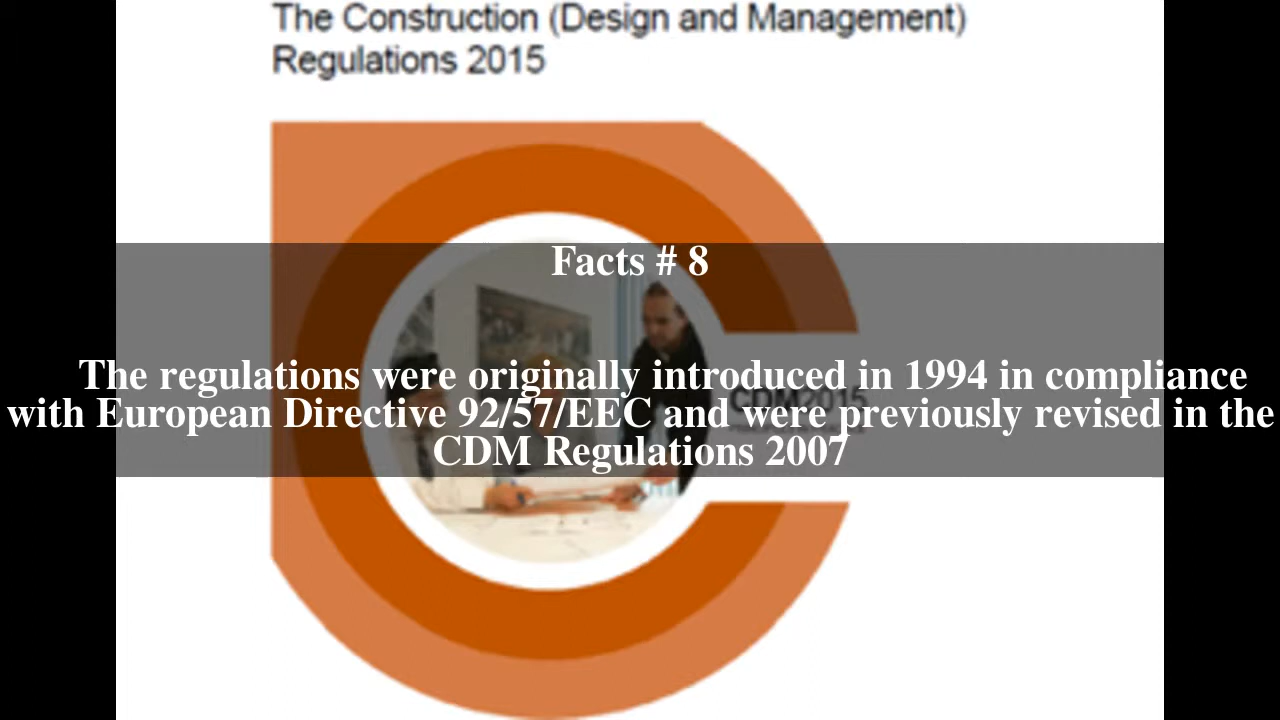 The Construction (Design and Management)
Regulations 2015
Facts # 8
The regulations were originally introduced in 1994 in compliance
CDM2015
with European Directive 92/57/EEC and were previously revised in the
CDM Regulations 2007